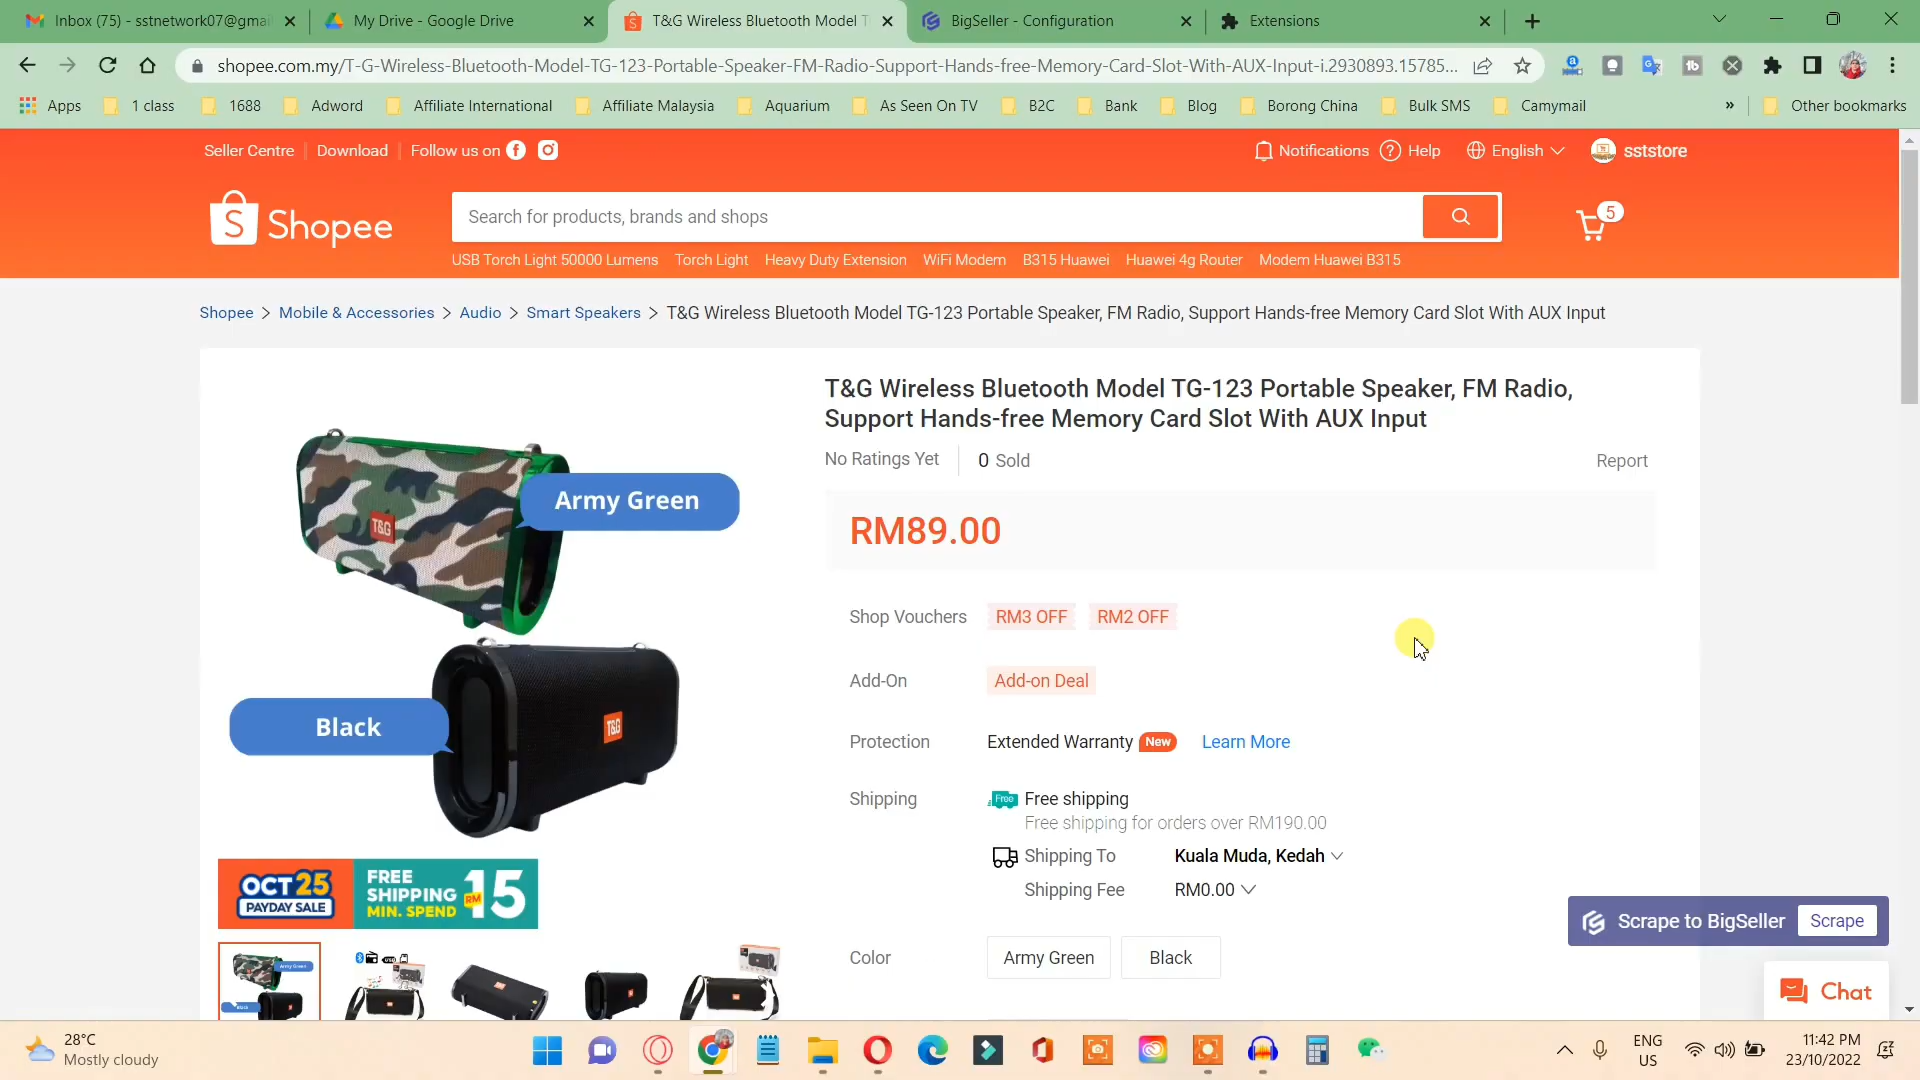 Inbox (75) - sstnetwork07@gmai
My Drive - Google Drive
T&G Wireless Bluetooth Model T
BigSeller - Configuration
Extensions
shopee.com.my/T-G-Wireless-Bluetooth-Model-TG-123-Portable-Speaker-FM-Radio-Support-Hands-free-Memory-Card-Slot-With-AUX-Input-i.2930893.15785...
Apps
1 class
1688
Adword
Affiliate International
Affiliate Malaysia
Aquarium
As Seen On TV
B2C
Bank
Blog
Borong China
Bulk SMS
Camymail
»
Other bookmarks
Seller Centre
Download
Follow us on
Notifications
Help
English
sststore
Shopee
Search for products, brands and shops
5
USB Torch Light 50000 Lumens
Torch Light
Heavy Duty Extension
WiFi Modem
B315 Huawei
Huawei 4g Router
Modem Huawei B315
Shopee > Mobile & Accessories > Audio > Smart Speakers > T&G Wireless Bluetooth Model TG-123 Portable Speaker, FM Radio, Support Hands-free Memory Card Slot With AUX Input
T&G Wireless Bluetooth Model TG-123 Portable Speaker, FM Radio,
Support Hands-free Memory Card Slot With AUX Input
No Ratings Yet
0 Sold
Report
Army Green
T&G
RM89.00
Shop Vouchers
RM3 OFF
RM2 OFF
Add-On
Add-on Deal
Black
T&G
Protection
Extended Warranty
New
Learn More
Shipping
Free
Free shipping
Free shipping for orders over RM190.00
Shipping To
Kuala Muda, Kedah
Shipping Fee
RM0.00
OCT 25
PAYDAY SALE
FREE
SHIPPING
MIN. SPEND
RM
15
Scrape to BigSeller
Scrape
Color
Army Green
Black
Chat
28°C
Mostly cloudy
ENG
US
11:42 PM
23/10/2022